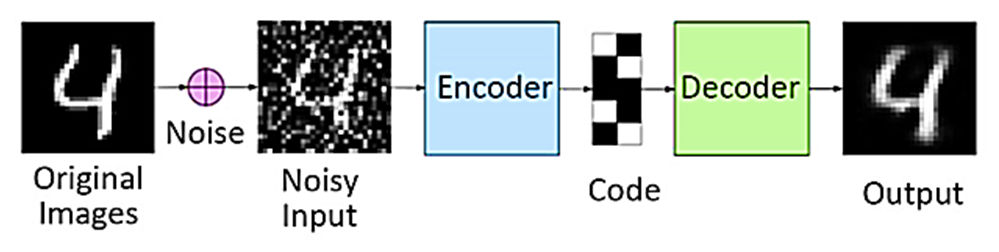 Original
Images
Noise
Noisy
Input
Encoder
Code
Decoder
Output